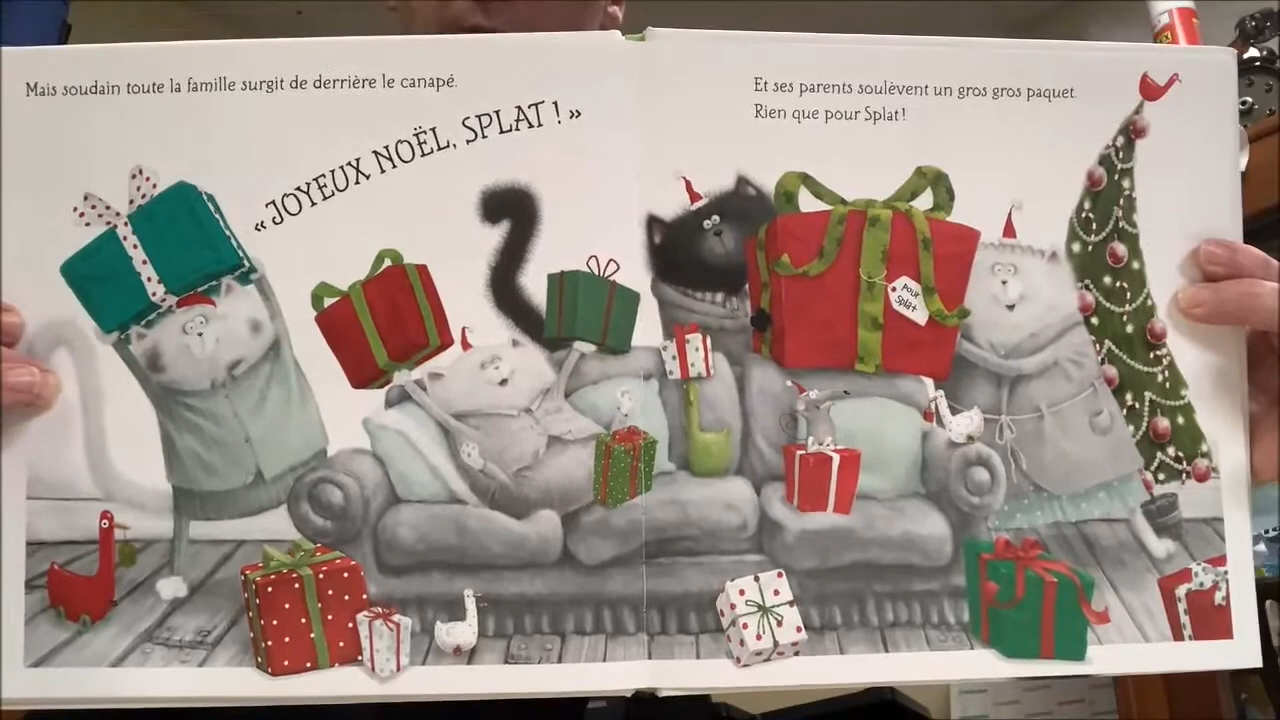 Mais soudain toute la famille surgit de derrière le canapé.
« JOYEUX NOËL, SPLAT ! »
Et ses parents soulèvent un gros gros paquet.
Rien que pour Splat !
pour
Splat